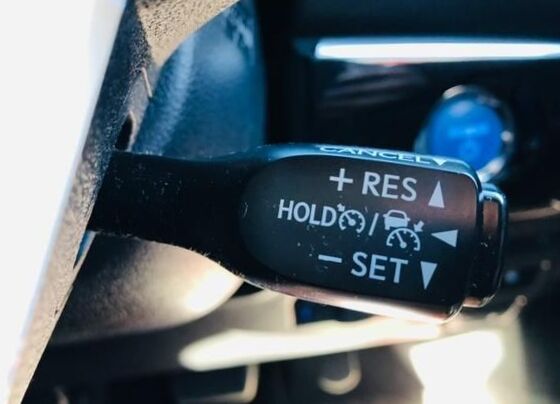 CANCEL
+ RES
HOLD /
− SET